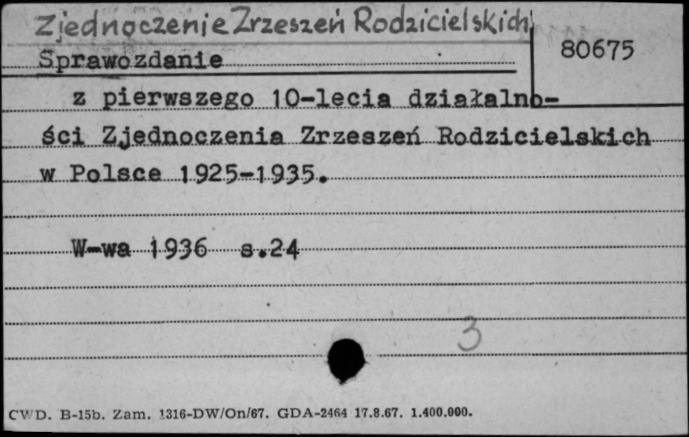 Zjednoczenie Zrzeszeń Rodzicielskich
80675
Sprawozdanie
z pierwszego 10-lecia działalno-
ści Zjednoczenia Zrzeszeń Rodzicielskich
w Polsce 1925-1935.
W-wa 1936 s.24
3
CWD. B-15b. Zam. 1316-DW/On/67. GDA-2464 17.8.67. 1.400.000.